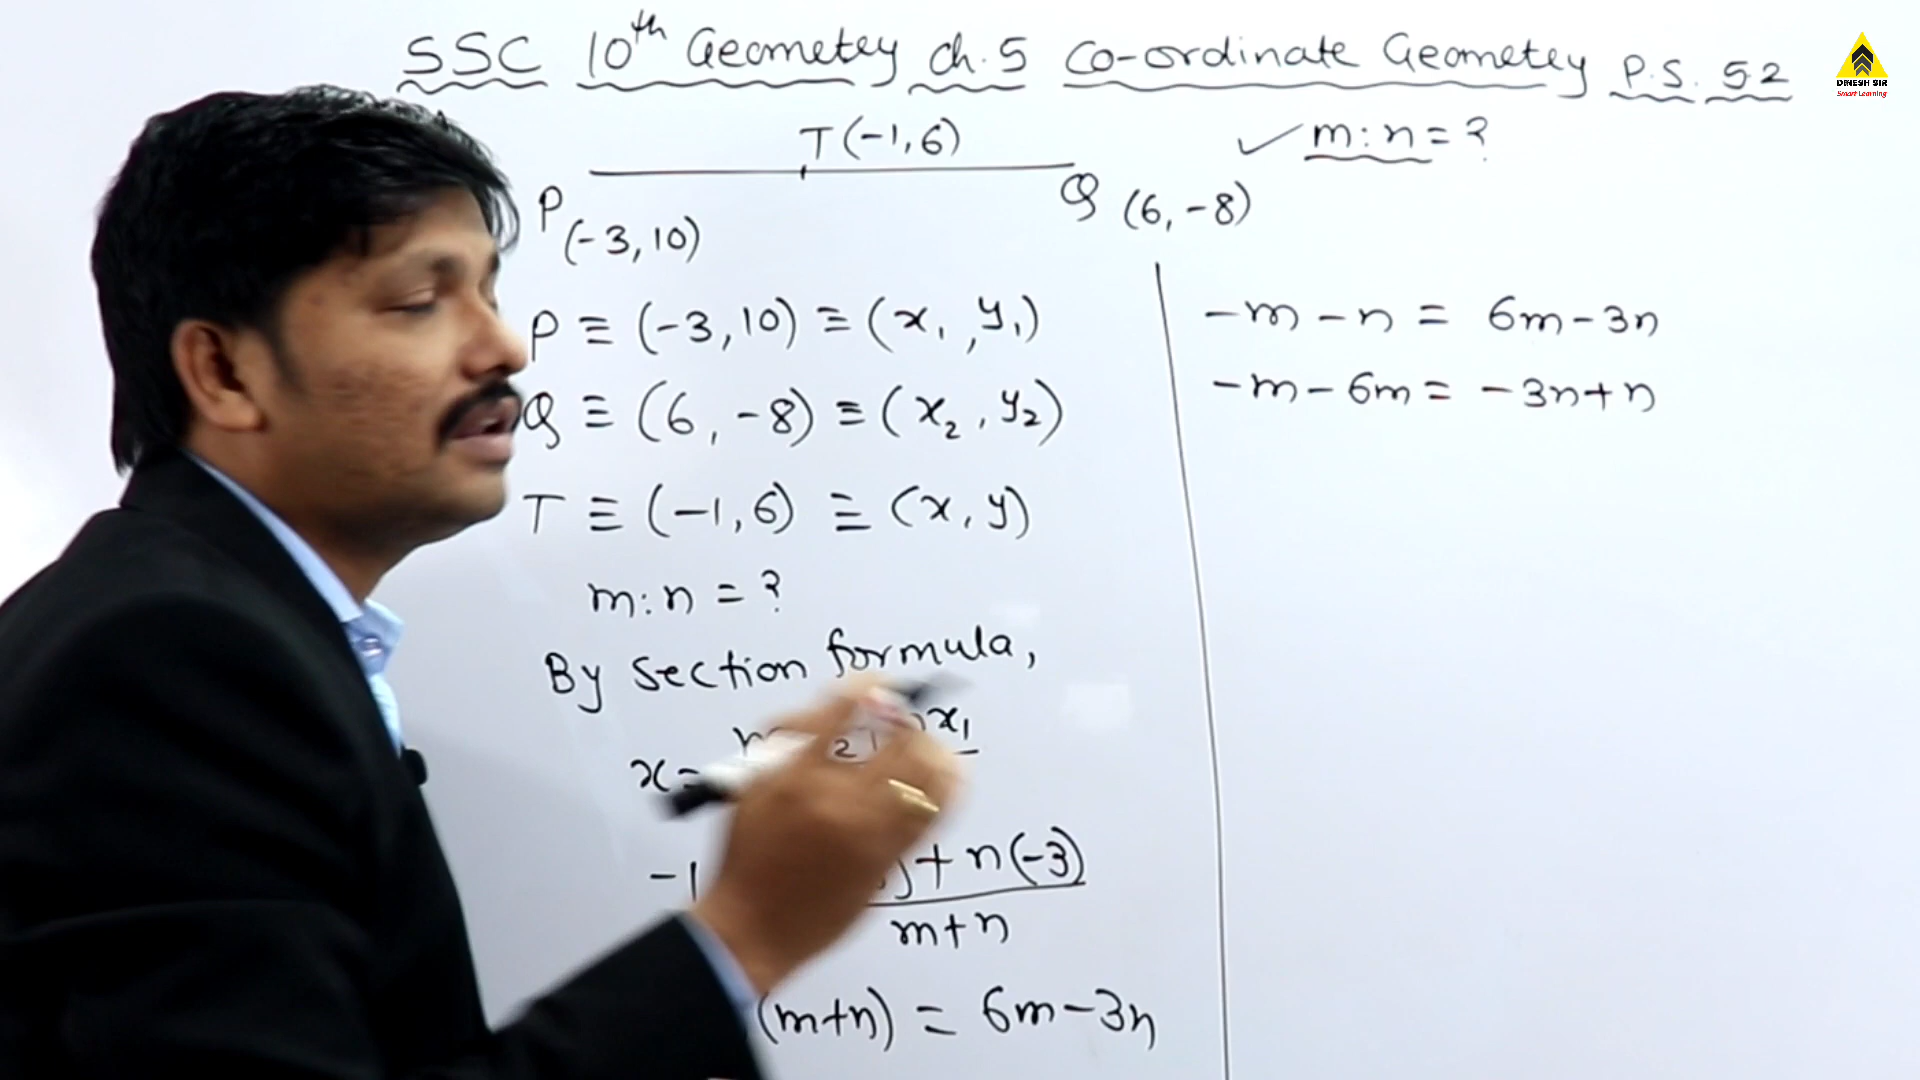 SSC 10th Geometry Ch. 5 Co-ordinate Geometry P.S. 5.2
DINESH SIR
Smart Learning
T(-1,6)
✓ m:n = ?
P
(-3,10)
Q (6,-8)
P ≡ (-3,10) ≡ (x₁, y₁)
Q ≡ (6, -8) ≡ (x₂, y₂)
T ≡ (-1,6) ≡ (x, y)
m:n = ?
By section formula,
x = x₁
-1 ) + n(-3)
m+n
(m+n) = 6m-3n
-m-n = 6m-3n
-m-6m = -3n+n